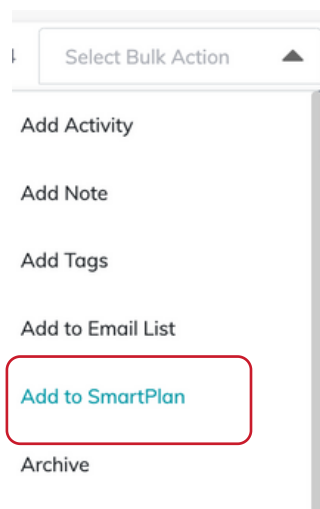 Select Bulk Action
Add Activity
Add Note
Add Tags
Add to Email List
Add to SmartPlan
Archive